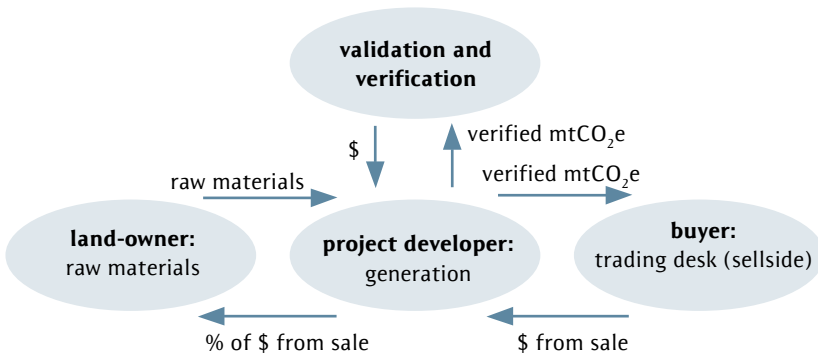 validation and
verification
$
verified mtCO₂e
verified mtCO₂e
raw materials
land-owner:
raw materials
project developer:
generation
buyer:
trading desk (sellside)
% of $ from sale
$ from sale